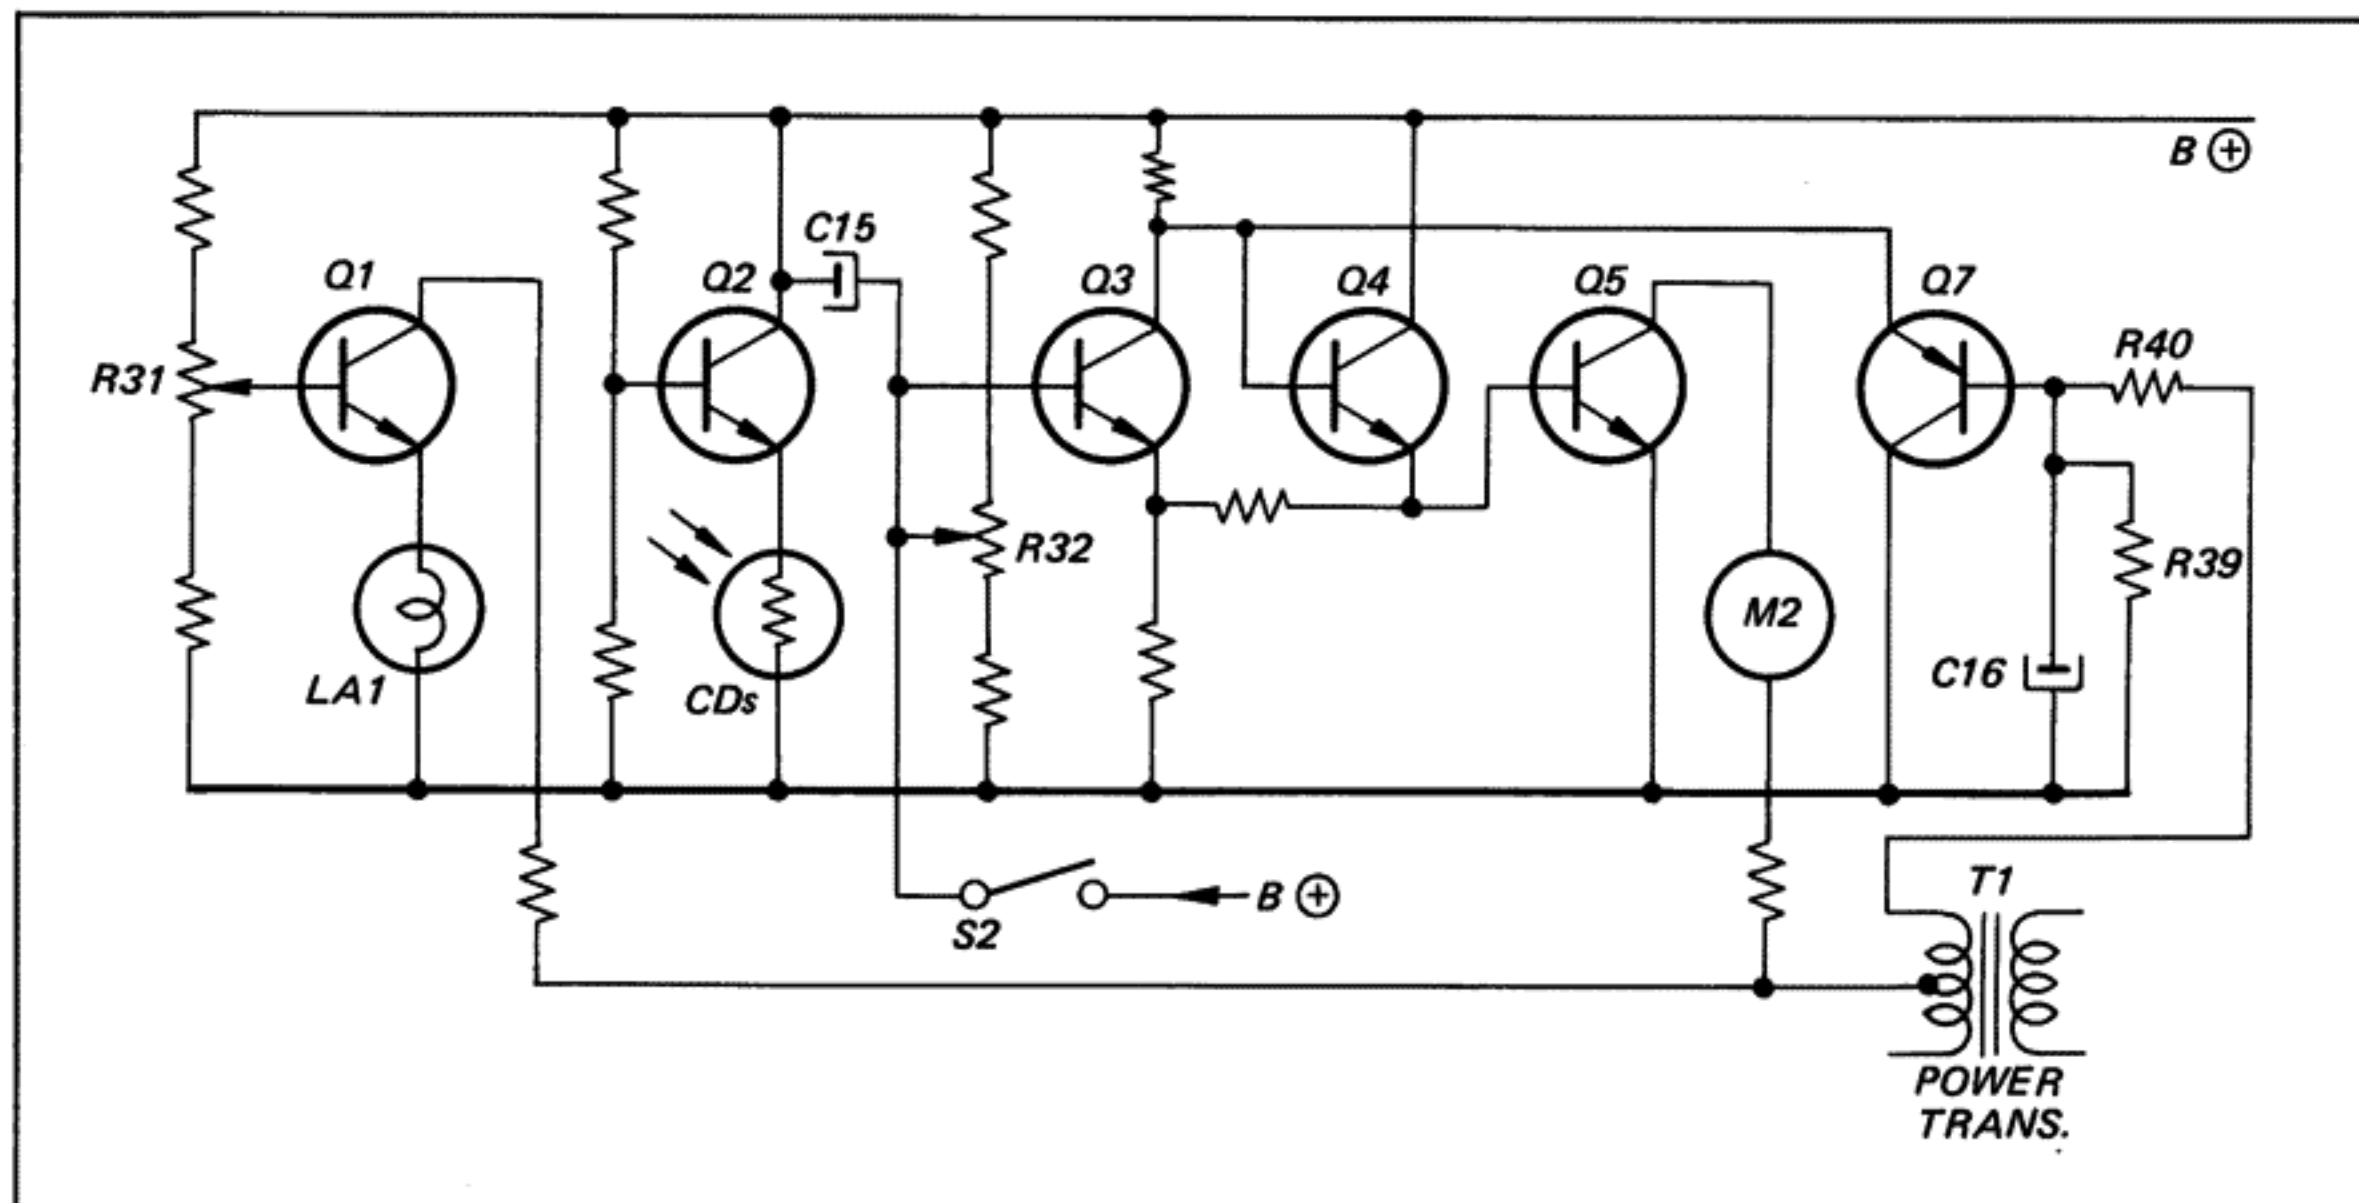 B ⊕
C15
Q1
Q2
Q3
Q4
Q5
Q7
R40
R31
R32
R39
M2
C16
LA1
CDs
T1
B ⊕
S2
POWER
TRANS.